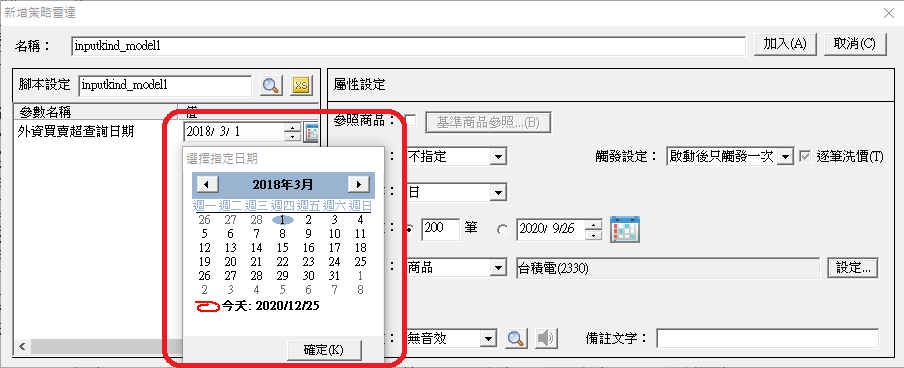 新增策略雷達
名稱： inputkind_model1 加入(A) 取消(C)
腳本設定 inputkind_model1 XS
參數名稱 值
外資買賣超查詢日期 2018/ 3/ 1
選擇指定日期
2018年3月
週一 週二 週三 週四 週五 週六 週日
26 27 28 1 2 3 4
5 6 7 8 9 10 11
12 13 14 15 16 17 18
19 20 21 22 23 24 25
26 27 28 29 30 31 1
2 3 4 5 6 7 8
今天: 2020/12/25
確定(K)
屬性設定
參照商品： 基準商品參照...(B)
不指定 觸發設定： 啟動後只觸發一次 逐筆洗價(T)
日
200 筆 2020/ 9/26
商品 台積電(2330) 設定...
無音效 備註文字：